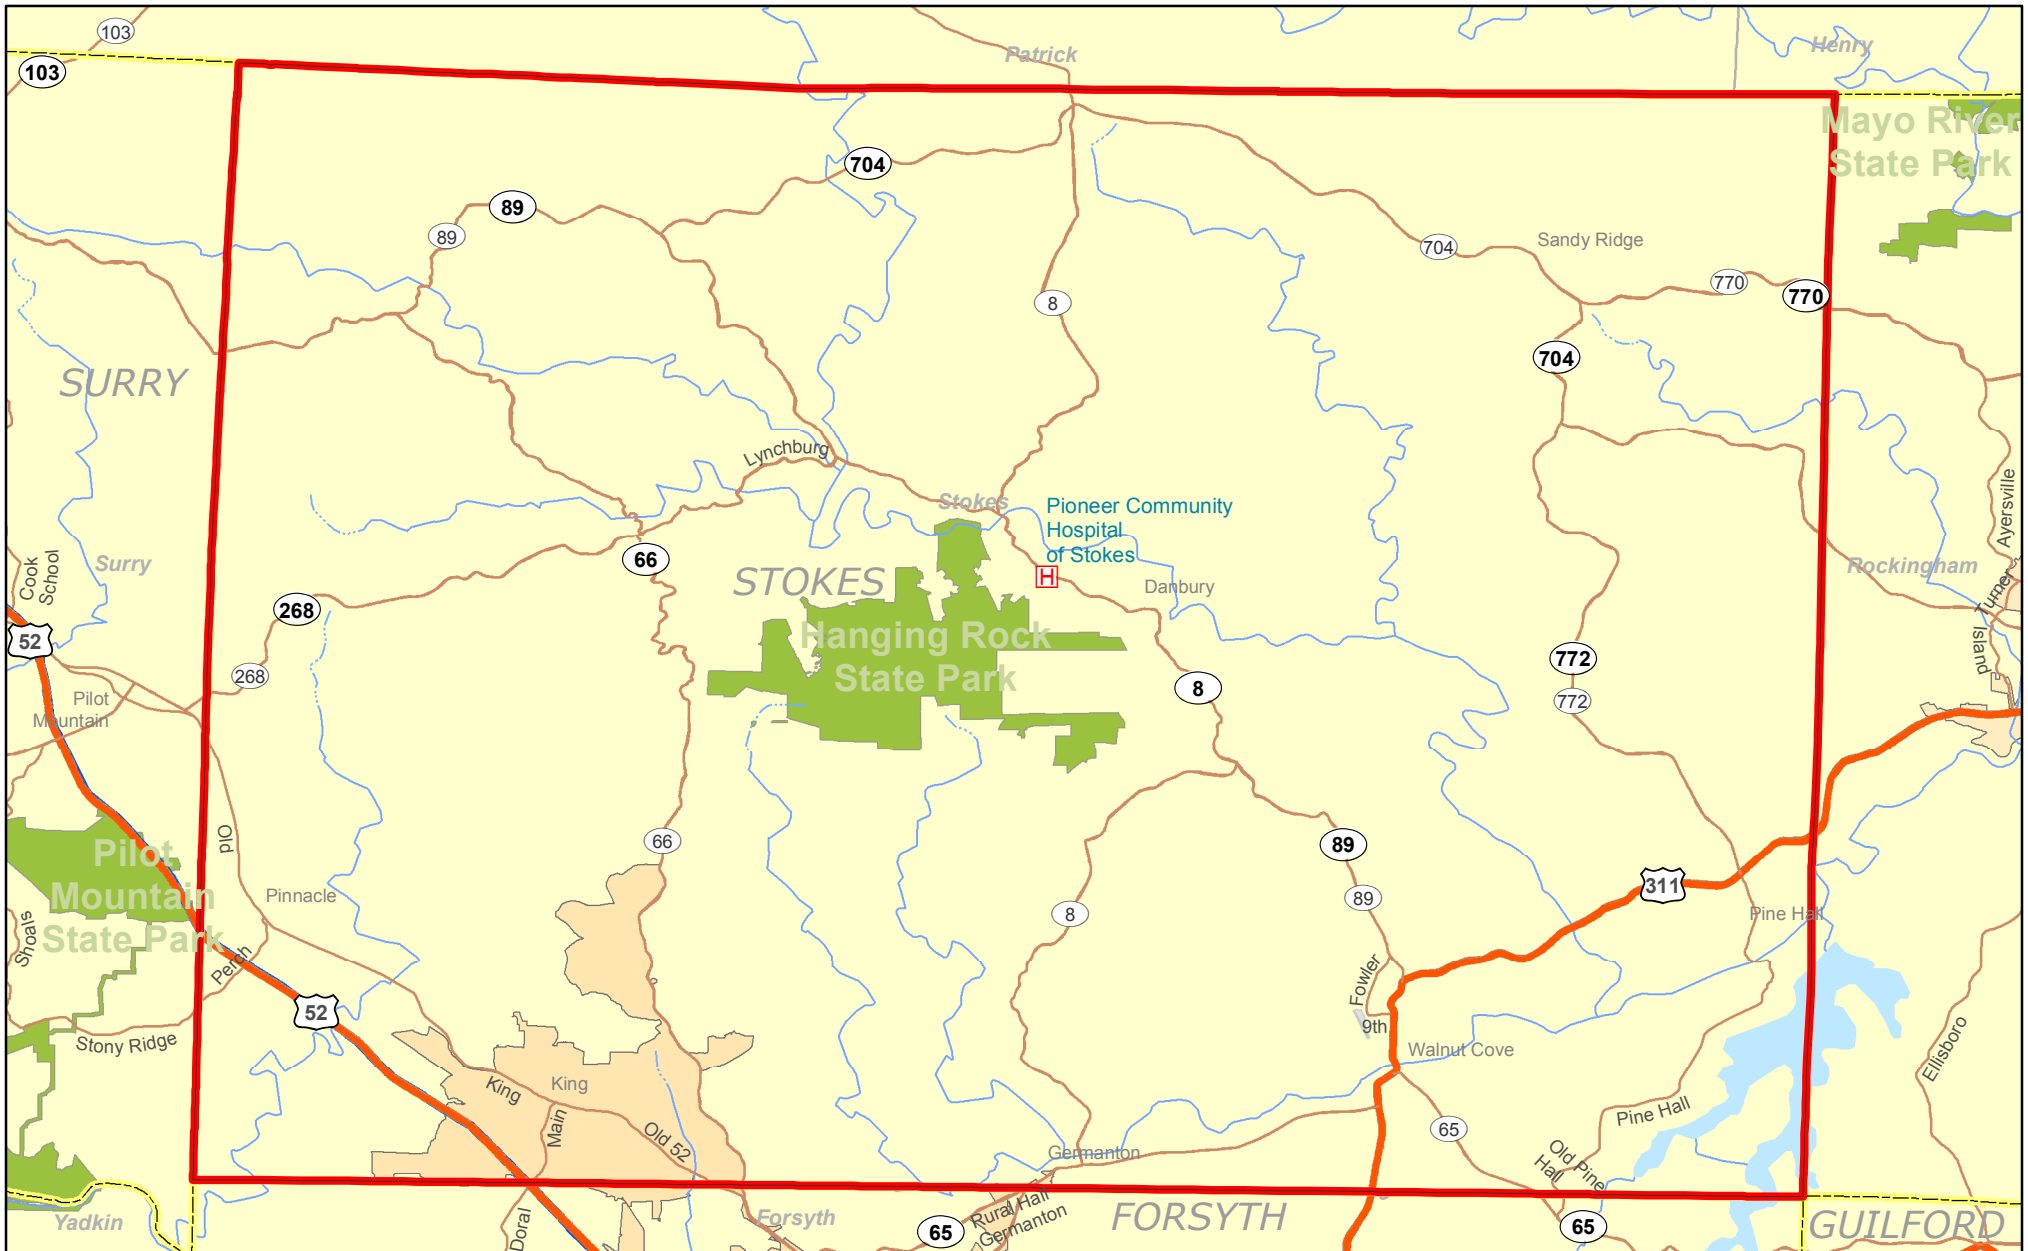 103
Patrick
Henry
103
Mayo River
State Park
704
89
89
704
Sandy Ridge
770
770
8
704
SURRY
Lynchburg
Stokes
Pioneer Community
Hospital
of Stokes
H
Ayersville
Cook
School
Surry
66
STOKES
Danbury
Rockingham
Turner
268
52
Hanging Rock
State Park
Island
772
268
8
772
Pilot
Mountain
Old
66
89
Pilot
Mountain
State Park
Pinnacle
89
311
8
Pine Hall
Shoals
Perch
Fowler
52
9th
Stony Ridge
Walnut Cove
Ellisboro
King
King
Main
Old 52
65
Pine Hall
Germanton
Old Pine
Hall
Yadkin
Doral
Forsyth
65
Rural Hall
Germanton
FORSYTH
65
GUILFORD